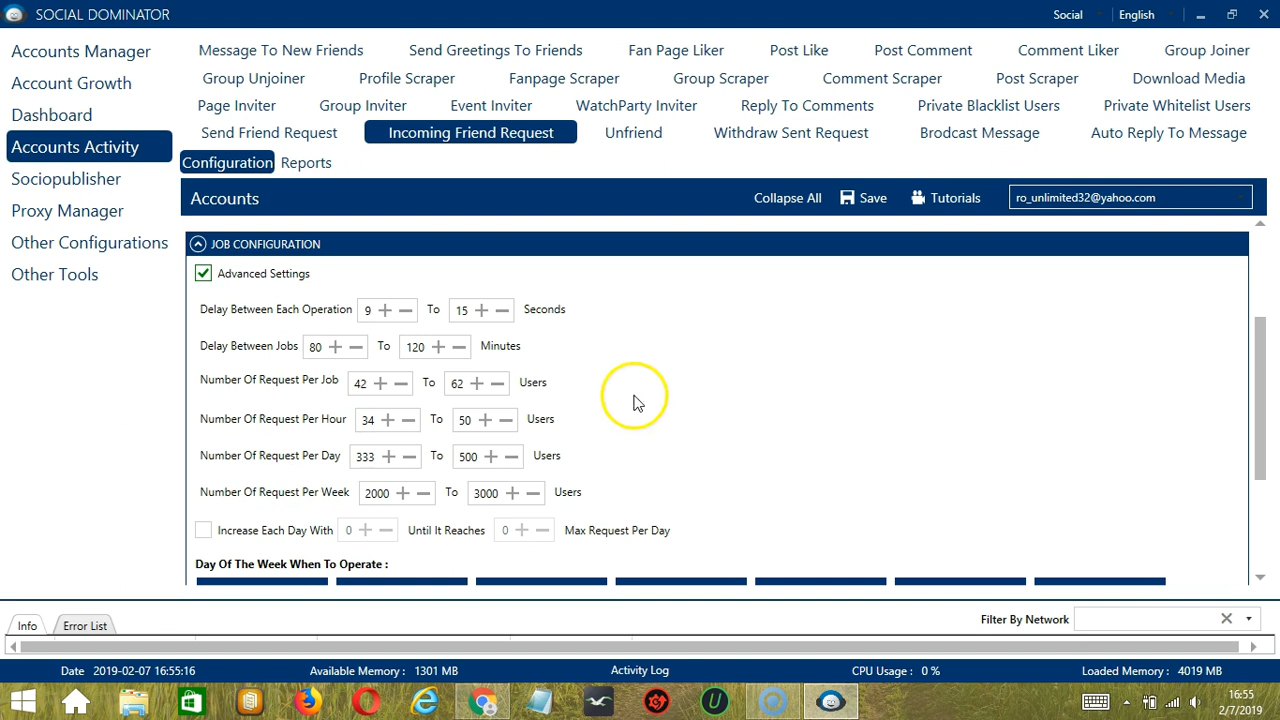 SOCIAL DOMINATOR
Social
English
Accounts Manager
Account Growth
Dashboard
Accounts Activity
Sociopublisher
Proxy Manager
Other Configurations
Other Tools
Message To New Friends Send Greetings To Friends Fan Page Liker Post Like Post Comment Comment Liker Group Joiner
Group Unjoiner Profile Scraper Fanpage Scraper Group Scraper Comment Scraper Post Scraper Download Media
Page Inviter Group Inviter Event Inviter WatchParty Inviter Reply To Comments Private Blacklist Users Private Whitelist Users
Send Friend Request Incoming Friend Request Unfriend Withdraw Sent Request Brodcast Message Auto Reply To Message
Configuration Reports
Accounts Collapse All Save Tutorials ro_unlimited32@yahoo.com
JOB CONFIGURATION
Advanced Settings
Delay Between Each Operation 9 + − To 15 + − Seconds
Delay Between Jobs 80 + − To 120 + − Minutes
Number Of Request Per Job 42 + − To 62 + − Users
Number Of Request Per Hour 34 + − To 50 + − Users
Number Of Request Per Day 333 + − To 500 + − Users
Number Of Request Per Week 2000 + − To 3000 + − Users
Increase Each Day With 0 + − Until It Reaches 0 + − Max Request Per Day
Day Of The Week When To Operate :
Info Error List Filter By Network
Date 2019-02-07 16:55:16 Available Memory : 1301 MB Activity Log CPU Usage : 0 % Loaded Memory : 4019 MB
16:55
2/7/2019